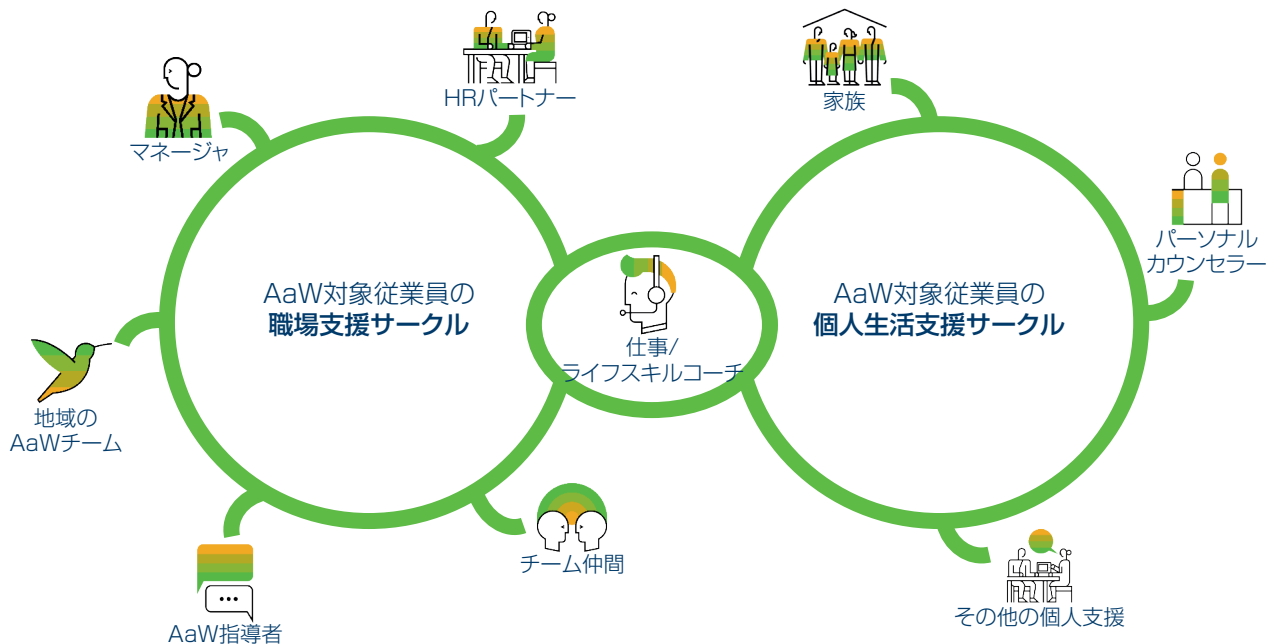 HRパートナー
家族
マネージャ
パーソナル
カウンセラー
AaW対象従業員の
職場支援サークル
仕事/
ライフスキルコーチ
AaW対象従業員の
個人生活支援サークル
地域の
AaWチーム
チーム仲間
その他の個人支援
AaW指導者